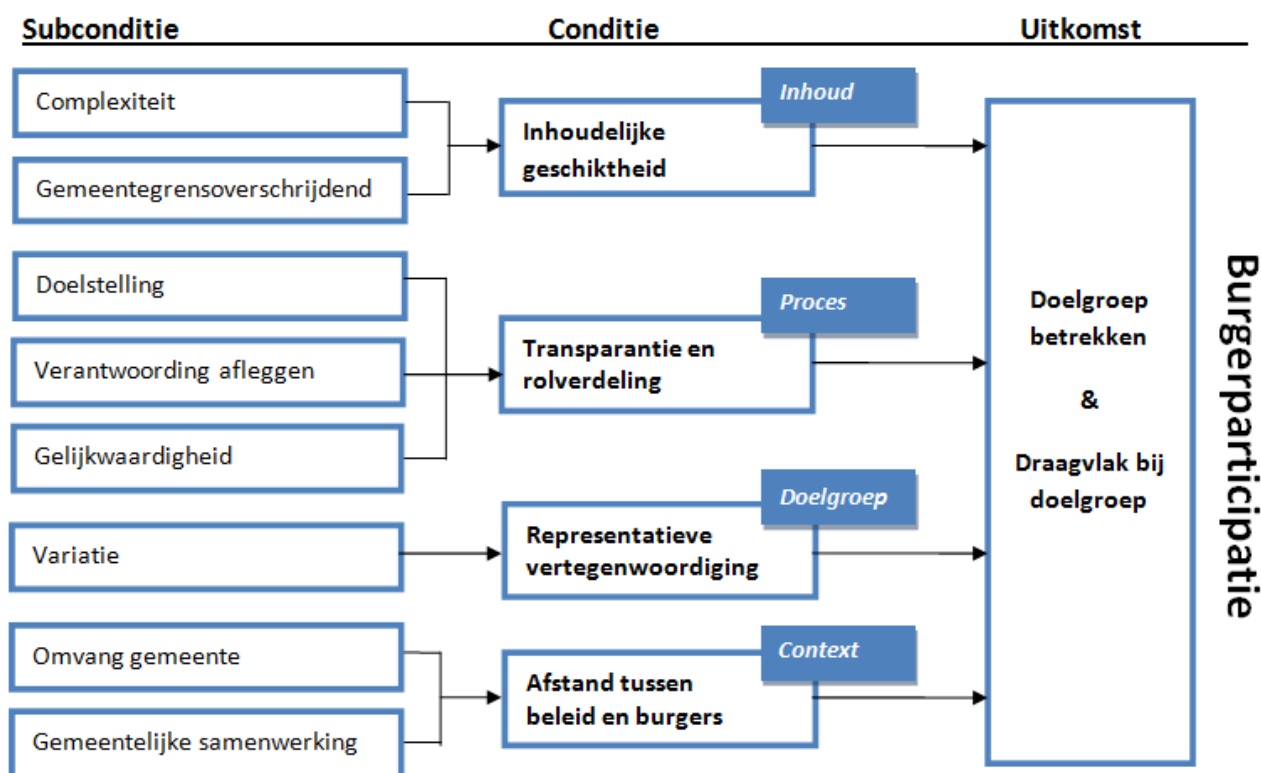 Subconditie
Conditie
Uitkomst
Complexiteit
Gemeentegrensoverschrijdend
Inhoud
Inhoudelijke
geschiktheid
Doelstelling
Verantwoording afleggen
Gelijkwaardigheid
Proces
Transparantie en
rolverdeling
Variatie
Doelgroep
Representatieve
vertegenwoordiging
Omvang gemeente
Gemeentelijke samenwerking
Context
Afstand tussen
beleid en burgers
Doelgroep
betrekken
&
Draagvlak bij
doelgroep
Burgerparticipatie